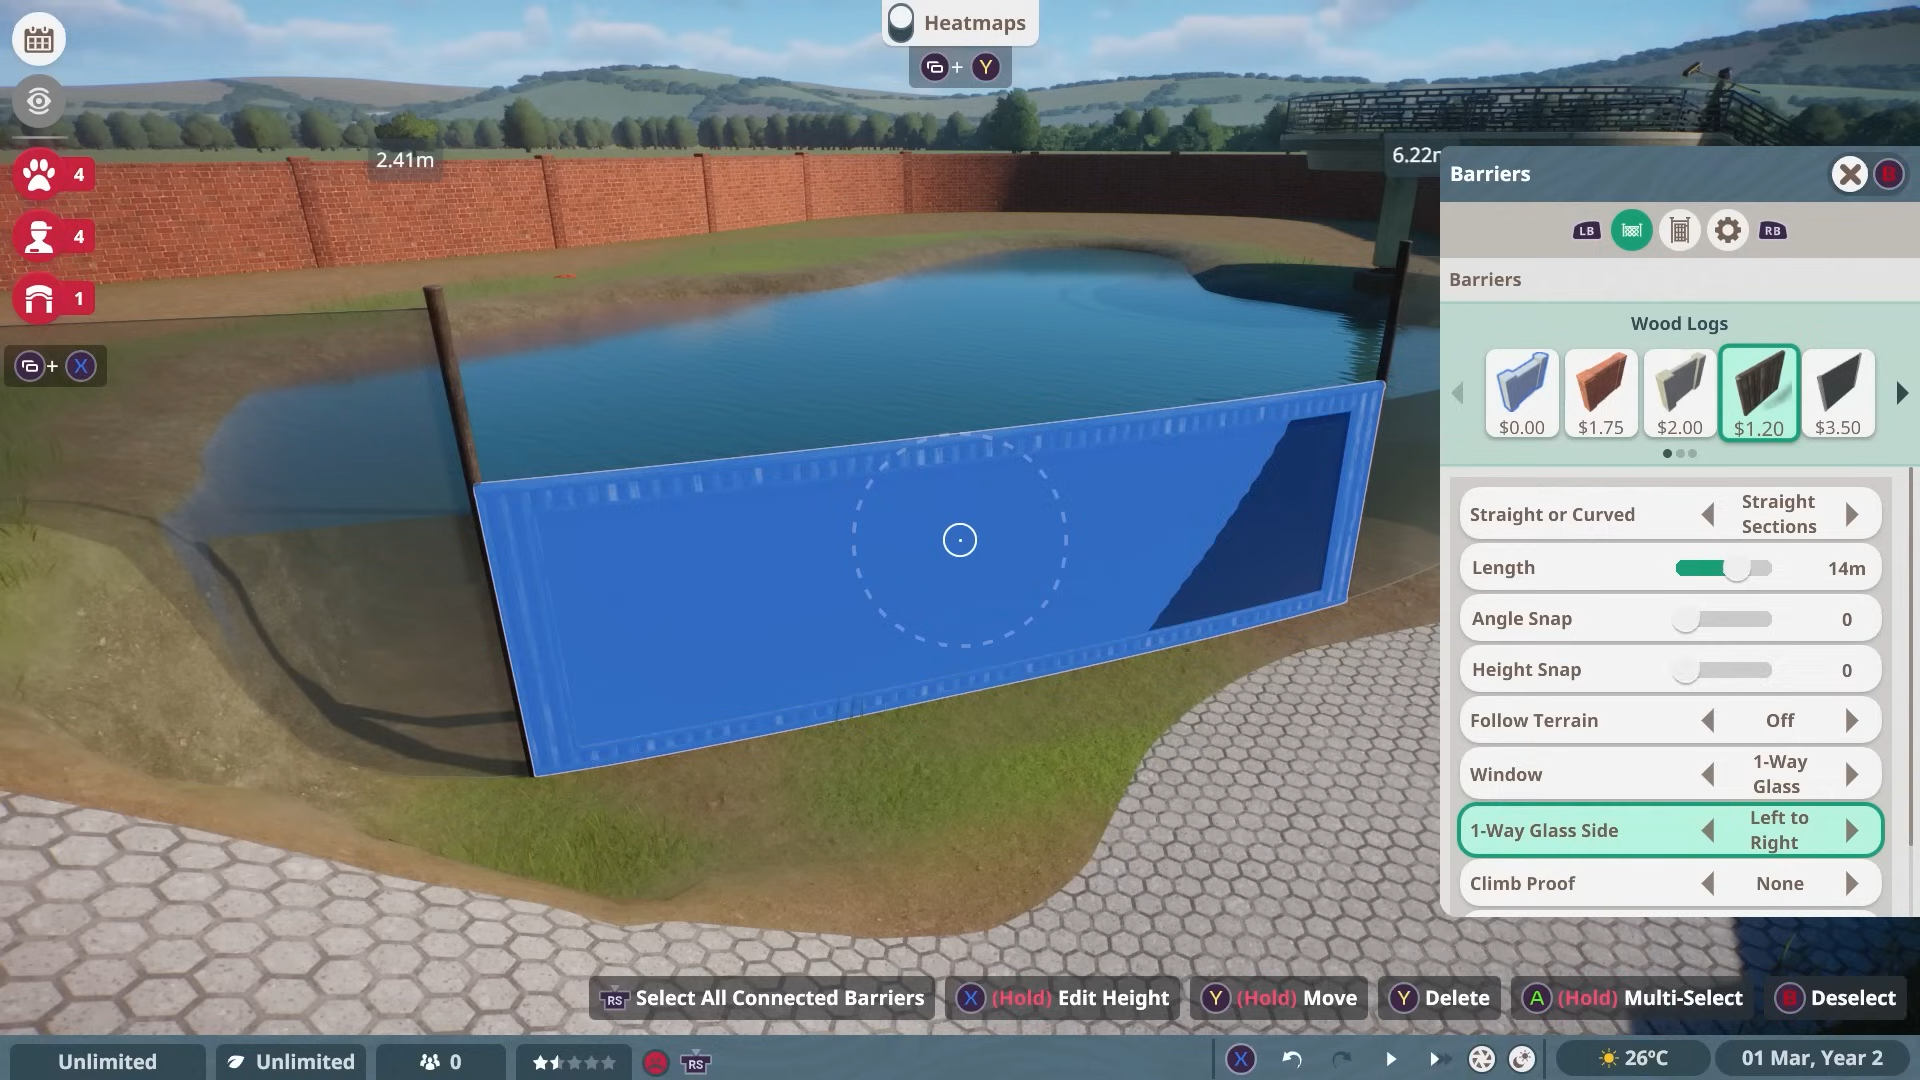 Heatmaps
+ Y
2.41m
6.22m
4
4
1
+ X
Barriers
B
LB
RB
Barriers
Wood Logs
$0.00
$1.75
$2.00
$1.20
$3.50
Straight or Curved
Straight
Sections
Length
14m
Angle Snap
0
Height Snap
0
Follow Terrain
Off
Window
1-Way
Glass
1-Way Glass Side
Left to
Right
Climb Proof
None
RS Select All Connected Barriers
X (Hold) Edit Height
Y (Hold) Move
Y Delete
A (Hold) Multi-Select
B Deselect
Unlimited
Unlimited
0
RS
X
26°C
01 Mar, Year 2